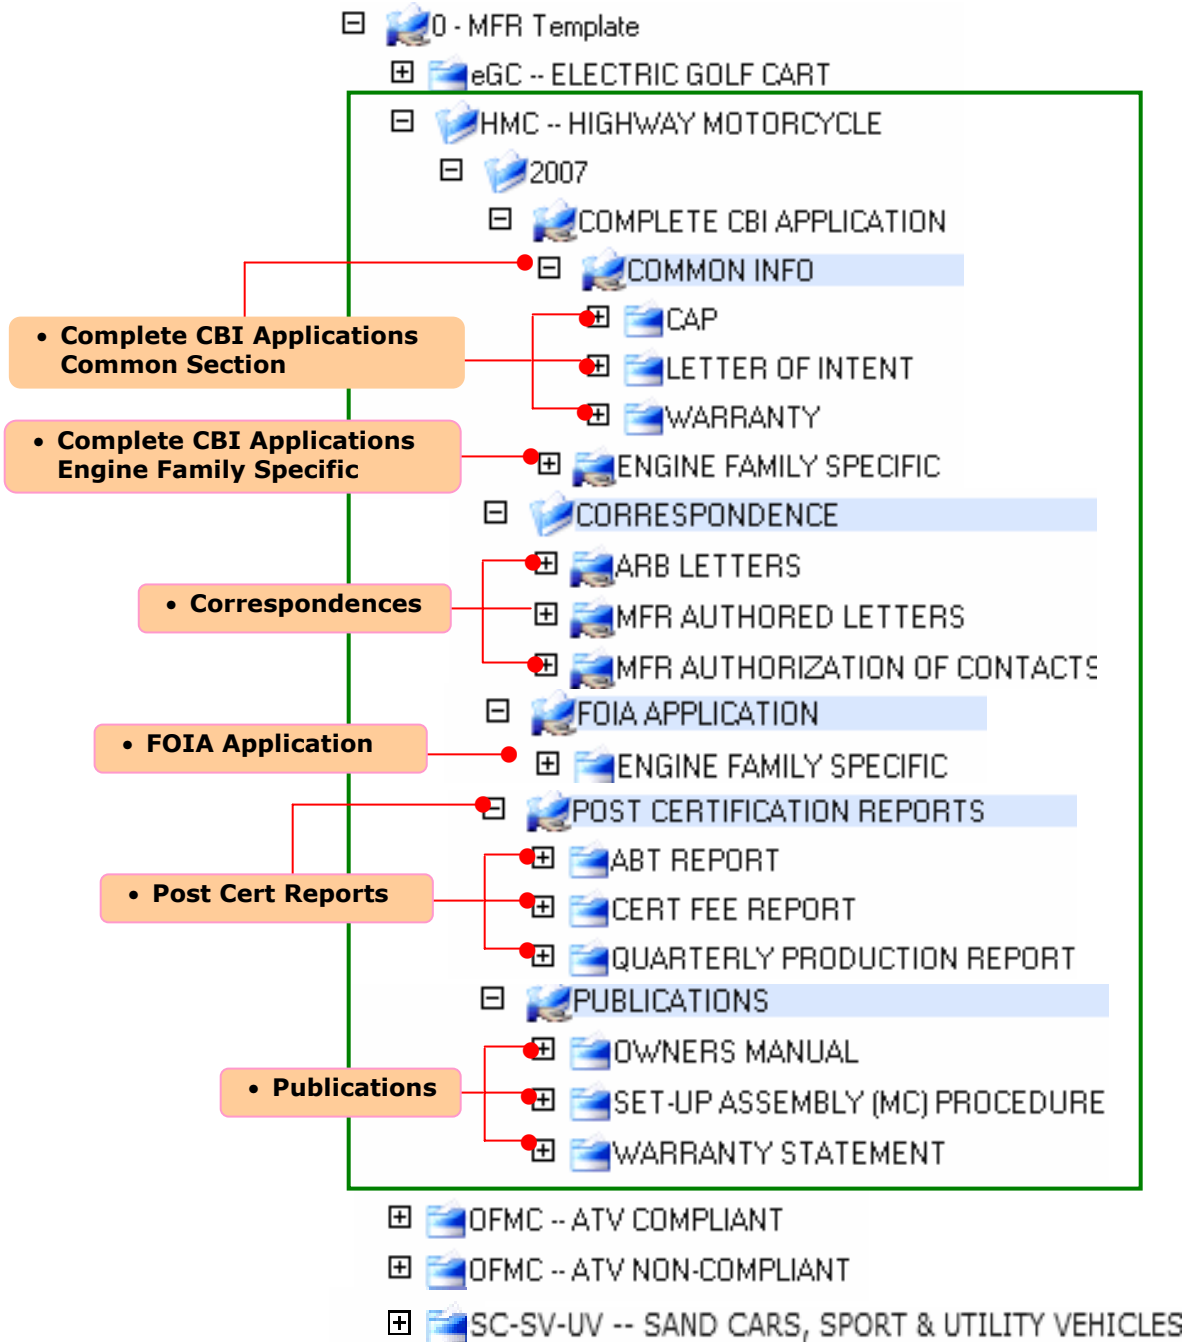 0 - MFR Template
eGC -- ELECTRIC GOLF CART
HMC -- HIGHWAY MOTORCYCLE
2007
COMPLETE CBI APPLICATION
COMMON INFO
• Complete CBI Applications
Common Section
CAP
LETTER OF INTENT
WARRANTY
• Complete CBI Applications
Engine Family Specific
ENGINE FAMILY SPECIFIC
CORRESPONDENCE
ARB LETTERS
• Correspondences
MFR AUTHORED LETTERS
MFR AUTHORIZATION OF CONTACTS
FOIA APPLICATION
• FOIA Application
ENGINE FAMILY SPECIFIC
POST CERTIFICATION REPORTS
ABT REPORT
• Post Cert Reports
CERT FEE REPORT
QUARTERLY PRODUCTION REPORT
PUBLICATIONS
OWNERS MANUAL
• Publications
SET-UP ASSEMBLY (MC) PROCEDURE
WARRANTY STATEMENT
OFMC -- ATV COMPLIANT
OFMC -- ATV NON-COMPLIANT
SC-SV-UV -- SAND CARS, SPORT & UTILITY VEHICLES